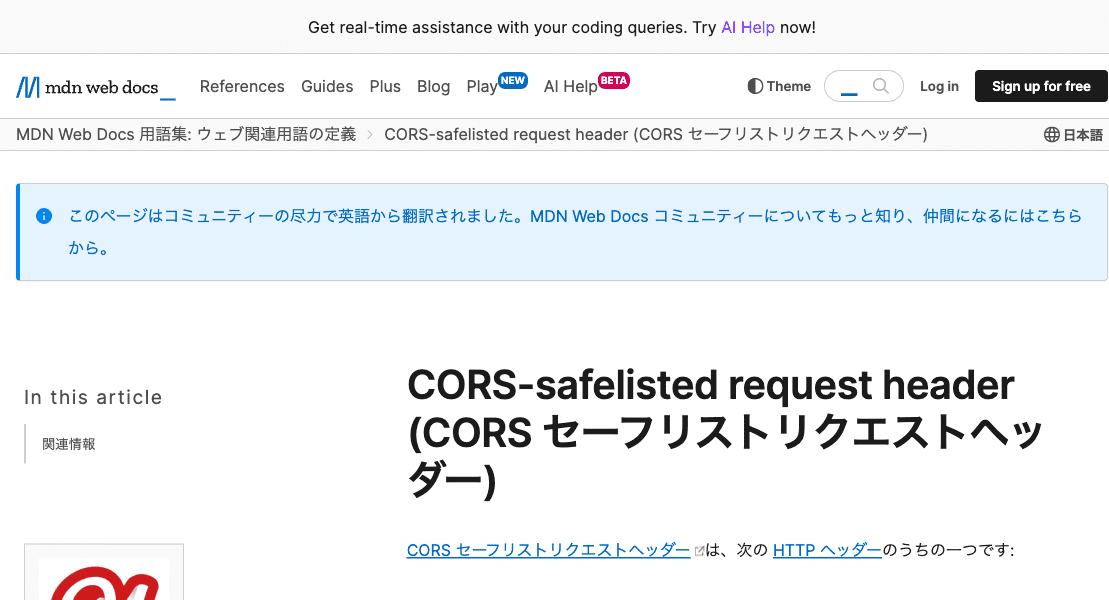 Get real-time assistance with your coding queries. Try AI Help now!
mdn web docs_
References Guides Plus Blog Play NEW AI Help BETA
Theme Log in Sign up for free
MDN Web Docs 用語集: ウェブ関連用語の定義 > CORS-safelisted request header (CORS セーフリストリクエストヘッダー) 日本語
このページはコミュニティーの尽力で英語から翻訳されました。MDN Web Docs コミュニティーについてもっと知り、仲間になるにはこちら
から。
In this article
関連情報
CORS-safelisted request header
(CORS セーフリストリクエストヘッ
ダー)
CORS セーフリストリクエストヘッダー は、次の HTTP ヘッダーのうちの一つです: